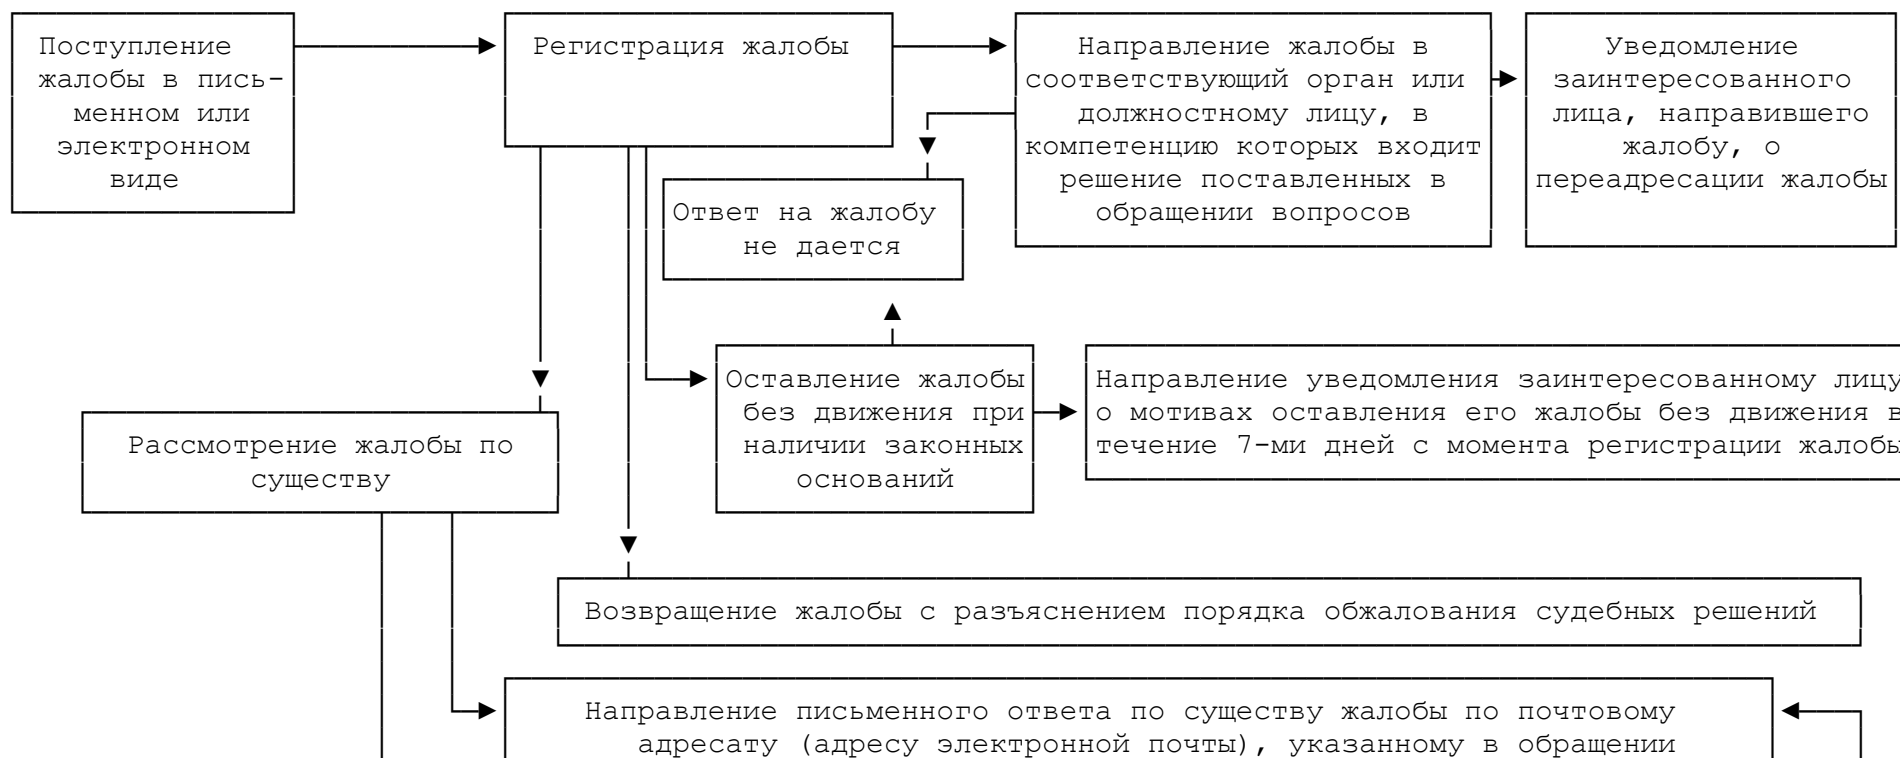 Поступление
жалобы в пись-
менном или
электронном
виде
Регистрация жалобы
Направление жалобы в
соответствующий орган или
должностному лицу, в
компетенцию которых входит
решение поставленных в
обращении вопросов
Уведомление
заинтересованного
лица, направившего
жалобу, о
переадресации жалобы
Ответ на жалобу
не дается
Оставление жалобы
без движения при
наличии законных
оснований
Направление уведомления заинтересованному лицу
о мотивах оставления его жалобы без движения в
течение 7-ми дней с момента регистрации жалобы
Рассмотрение жалобы по
существу
Возвращение жалобы с разъяснением порядка обжалования судебных решений
Направление письменного ответа по существу жалобы по почтовому
адресату (адресу электронной почты), указанному в обращении